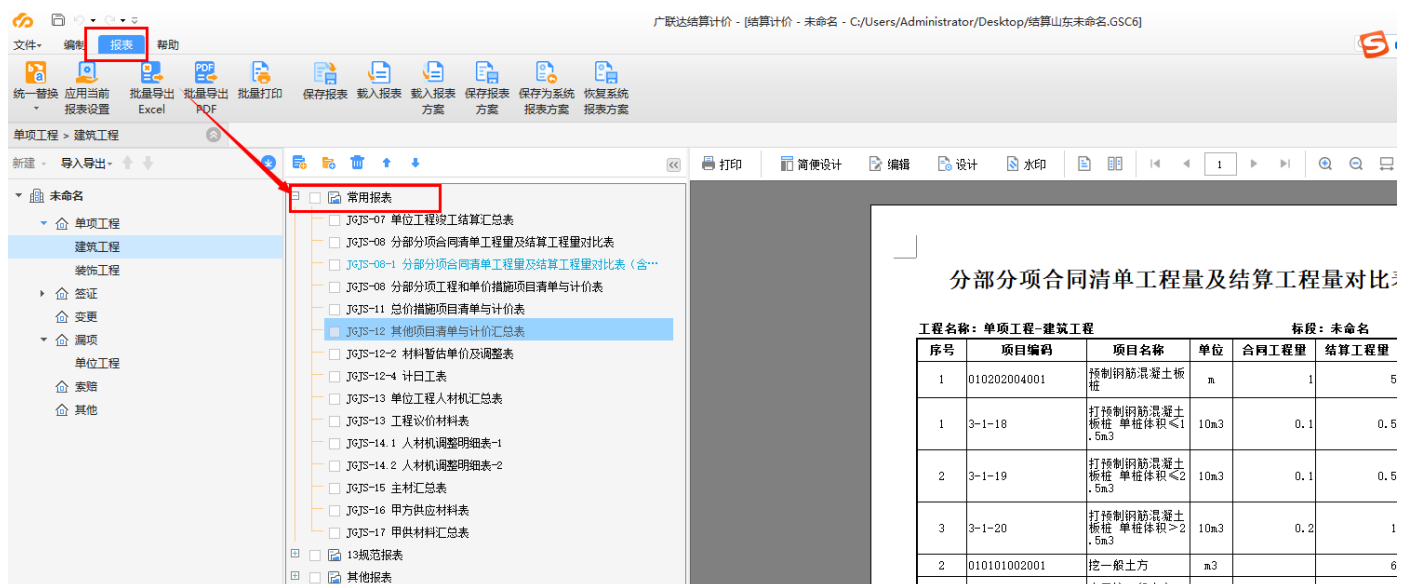 广联达结算计价 - [结算计价 - 未命名 - C:/Users/Administrator/Desktop/结算山东未命名.GSC6]
文件 编制 报表 帮助
统一替换 应用当前报表设置 批量导出Excel 批量导出PDF 批量打印 保存报表 载入报表 载入报表方案 保存报表方案 保存为系统报表方案 恢复系统报表方案
单项工程 > 建筑工程
新建 导入导出
打印 简便设计 编辑 设计 水印 1
未命名
单项工程
建筑工程
装饰工程
签证
变更
漏项
单位工程
索赔
其他
常用报表
JGJS-07 单位工程竣工结算汇总表
JGJS-08 分部分项合同清单工程量及结算工程量对比表
JGJS-08-1 分部分项合同清单工程量及结算工程量对比表（含…
JGJS-08 分部分项工程和单价措施项目清单与计价表
JGJS-11 总价措施项目清单与计价表
JGJS-12 其他项目清单与计价汇总表
JGJS-12-2 材料暂估单价及调整表
JGJS-12-4 计日工表
JGJS-13 单位工程人材机汇总表
JGJS-13 工程议价材料表
JGJS-14.1 人材机调整明细表-1
JGJS-14.2 人材机调整明细表-2
JGJS-15 主材汇总表
JGJS-16 甲方供应材料表
JGJS-17 甲供材料汇总表
13规范报表
其他报表
分部分项合同清单工程量及结算工程量对比
工程名称：单项工程-建筑工程 标段：未命名
序号 项目编码 项目名称 单位 合同工程量 结算工程量
1 010202004001 预制钢筋混凝土板桩 m 1 5
1 3-1-18 打预制钢筋混凝土板桩 单桩体积≤1.5m3 10m3 0.1 0.5
2 3-1-19 打预制钢筋混凝土板桩 单桩体积≤2.5m3 10m3 0.1 0.5
3 3-1-20 打预制钢筋混凝土板桩 单桩体积>2.5m3 10m3 0.2 1
2 010101002001 挖一般土方 m3 6